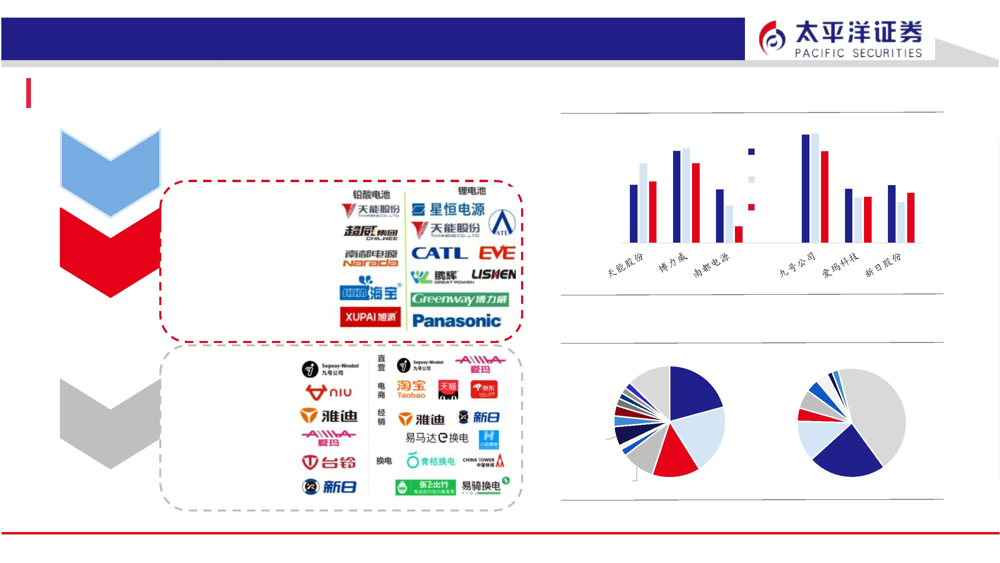 太平洋证券
PACIFIC SECURITIES
铅酸电池
天能股份
TIANNENG CO.,LTD.
超威集团
CHILWEE
南都电源
Narada
SHHB海宝®
XUPAI旭派
锂电池
星恒电源
天能股份
TIANNENG CO.,LTD.
ATL
CATL
EVE
鹏辉
GREAT POWER
LISHEN
Greenway博力威
Panasonic
Segway-Ninebot
九号公司
NIU
雅迪
AIMA
爱玛
台铃
新日
直营
Segway-Ninebot
九号公司
AIMA
爱玛
电商
淘宝
Taobao
天猫
京东
经销
雅迪
新日
换电
易马达e换电
小哈换电
青桔换电
CHINA TOWER
中国铁塔
张飞出行
电动出行动力服务商
易骑换电
天能股份
博力威
南都电源
九号公司
爱玛科技
新日股份